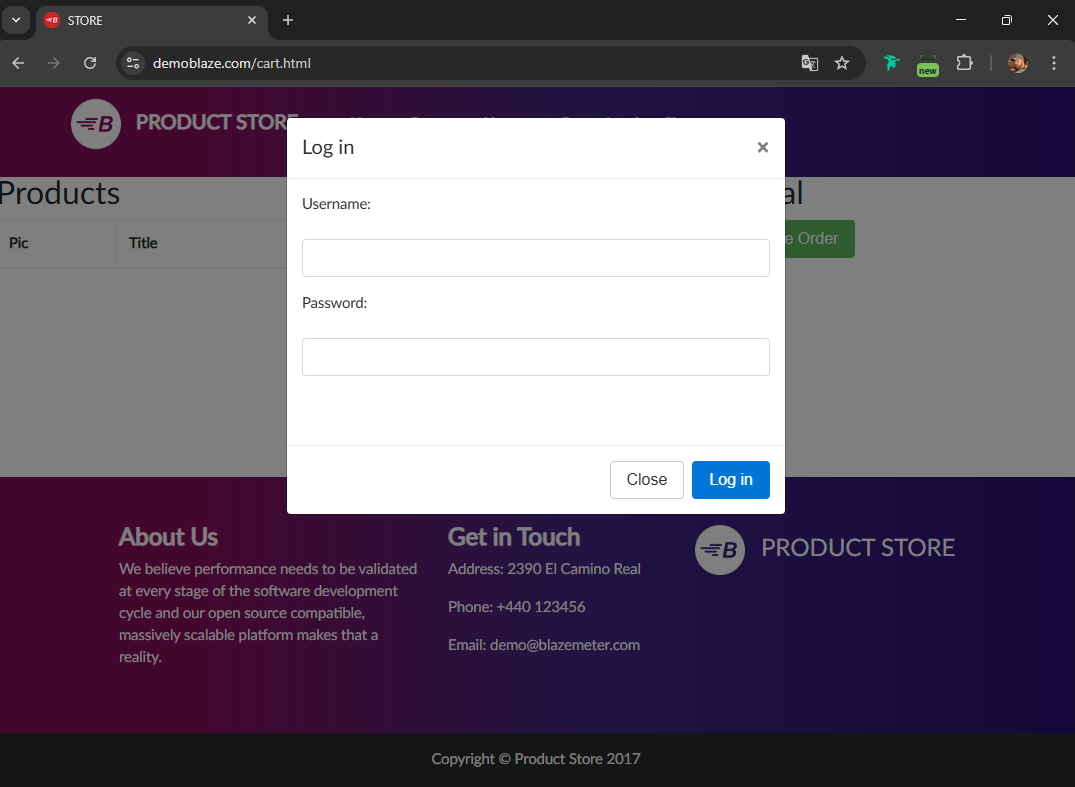 STORE
demoblaze.com/cart.html
new
B PRODUCT STORE
Log in
×
Products
Pic
Title
Username:
Password:
e Order
al
Close
Log in
About Us
We believe performance needs to be validated
at every stage of the software development
cycle and our open source compatible,
massively scalable platform makes that a
reality.
Get in Touch
Address: 2390 El Camino Real
Phone: +440 123456
Email: demo@blazemeter.com
B PRODUCT STORE
Copyright © Product Store 2017